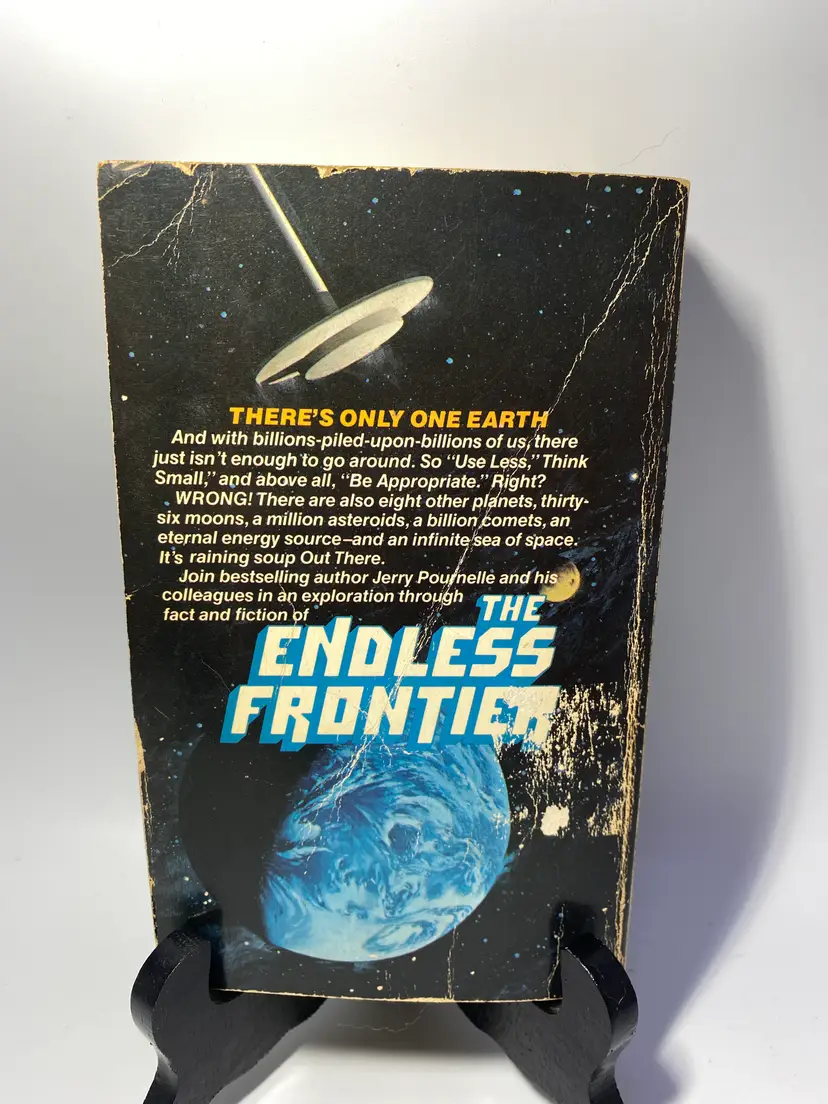 THERE'S ONLY ONE EARTH
And with billions-piled-upon-billions of us, there
just isn't enough to go around. So "Use Less," Think
Small," and above all, "Be Appropriate." Right?
WRONG! There are also eight other planets, thirty-
six moons, a million asteroids, a billion comets, an
eternal energy source—and an infinite sea of space.
It's raining soup Out There.
Join bestselling author Jerry Pournelle and his
colleagues in an exploration through
fact and fiction of
THE
ENDLESS
FRONTIER